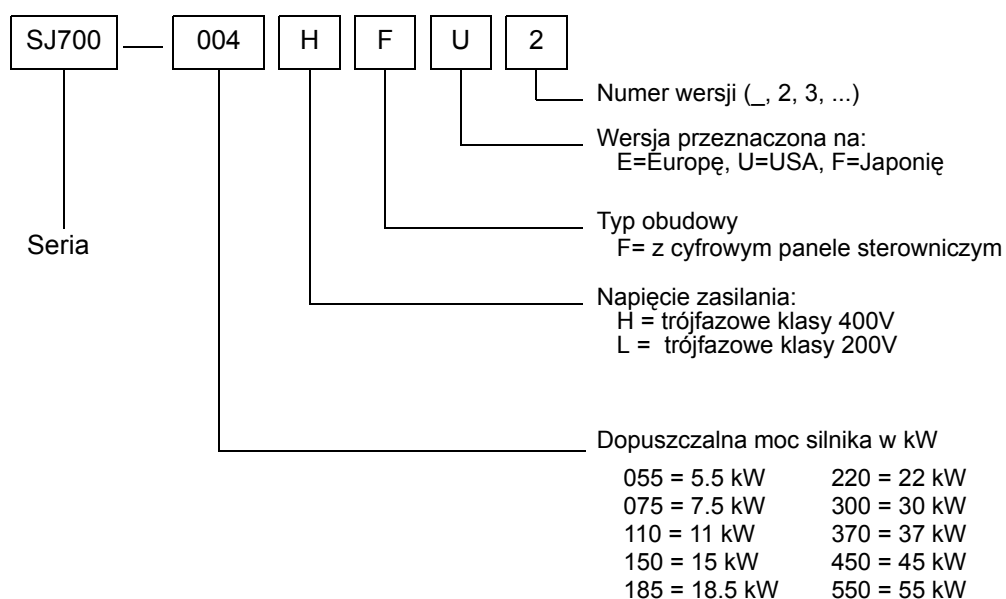 SJ700 — 004 H F U 2
Numer wersji (_, 2, 3, ...)
Wersja przeznaczona na:
E=Europę, U=USA, F=Japonię
Typ obudowy
F= z cyfrowym panele sterowniczym
Seria
Napięcie zasilania:
H = trójfazowe klasy 400V
L = trójfazowe klasy 200V
Dopuszczalna moc silnika w kW
055 = 5.5 kW 220 = 22 kW
075 = 7.5 kW 300 = 30 kW
110 = 11 kW 370 = 37 kW
150 = 15 kW 450 = 45 kW
185 = 18.5 kW 550 = 55 kW